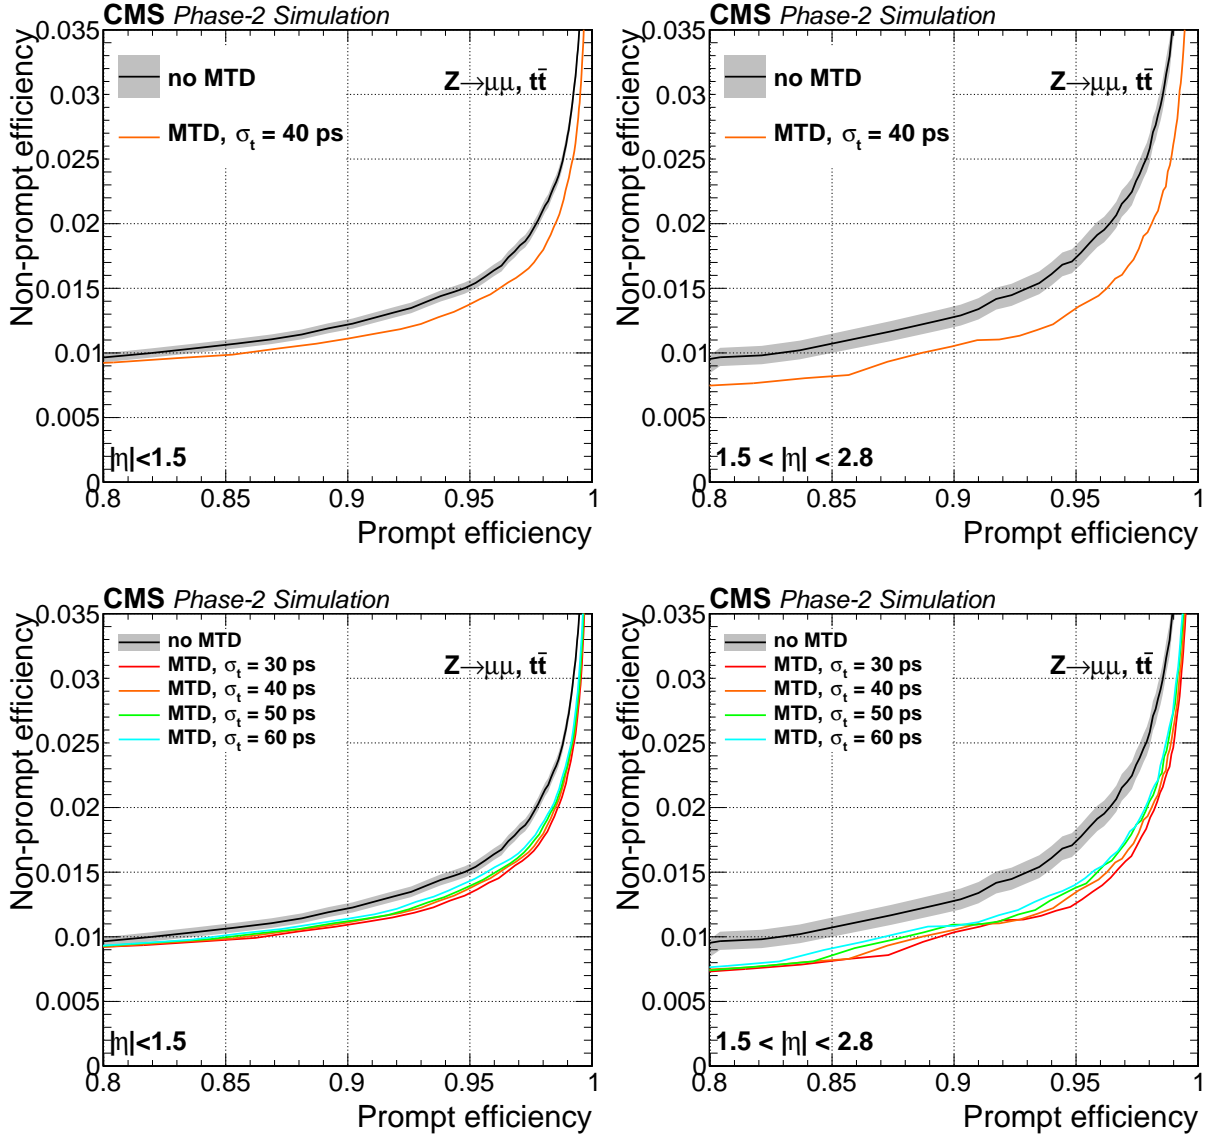 CMS Phase-2 Simulation
Non-prompt efficiency
0.035
0.03
0.025
0.02
0.015
0.01
0.005
0
no MTD
MTD, σt = 40 ps
Z→μμ, tt̄
|η|<1.5
0.8 0.85 0.9 0.95 1
Prompt efficiency
CMS Phase-2 Simulation
Non-prompt efficiency
0.035
0.03
0.025
0.02
0.015
0.01
0.005
0
no MTD
MTD, σt = 40 ps
Z→μμ, tt̄
1.5 < |η| < 2.8
0.8 0.85 0.9 0.95 1
Prompt efficiency
CMS Phase-2 Simulation
Non-prompt efficiency
0.035
0.03
0.025
0.02
0.015
0.01
0.005
0
no MTD
MTD, σt = 30 ps
MTD, σt = 40 ps
MTD, σt = 50 ps
MTD, σt = 60 ps
Z→μμ, tt̄
|η|<1.5
0.8 0.85 0.9 0.95 1
Prompt efficiency
CMS Phase-2 Simulation
Non-prompt efficiency
0.035
0.03
0.025
0.02
0.015
0.01
0.005
0
no MTD
MTD, σt = 30 ps
MTD, σt = 40 ps
MTD, σt = 50 ps
MTD, σt = 60 ps
Z→μμ, tt̄
1.5 < |η| < 2.8
0.8 0.85 0.9 0.95 1
Prompt efficiency